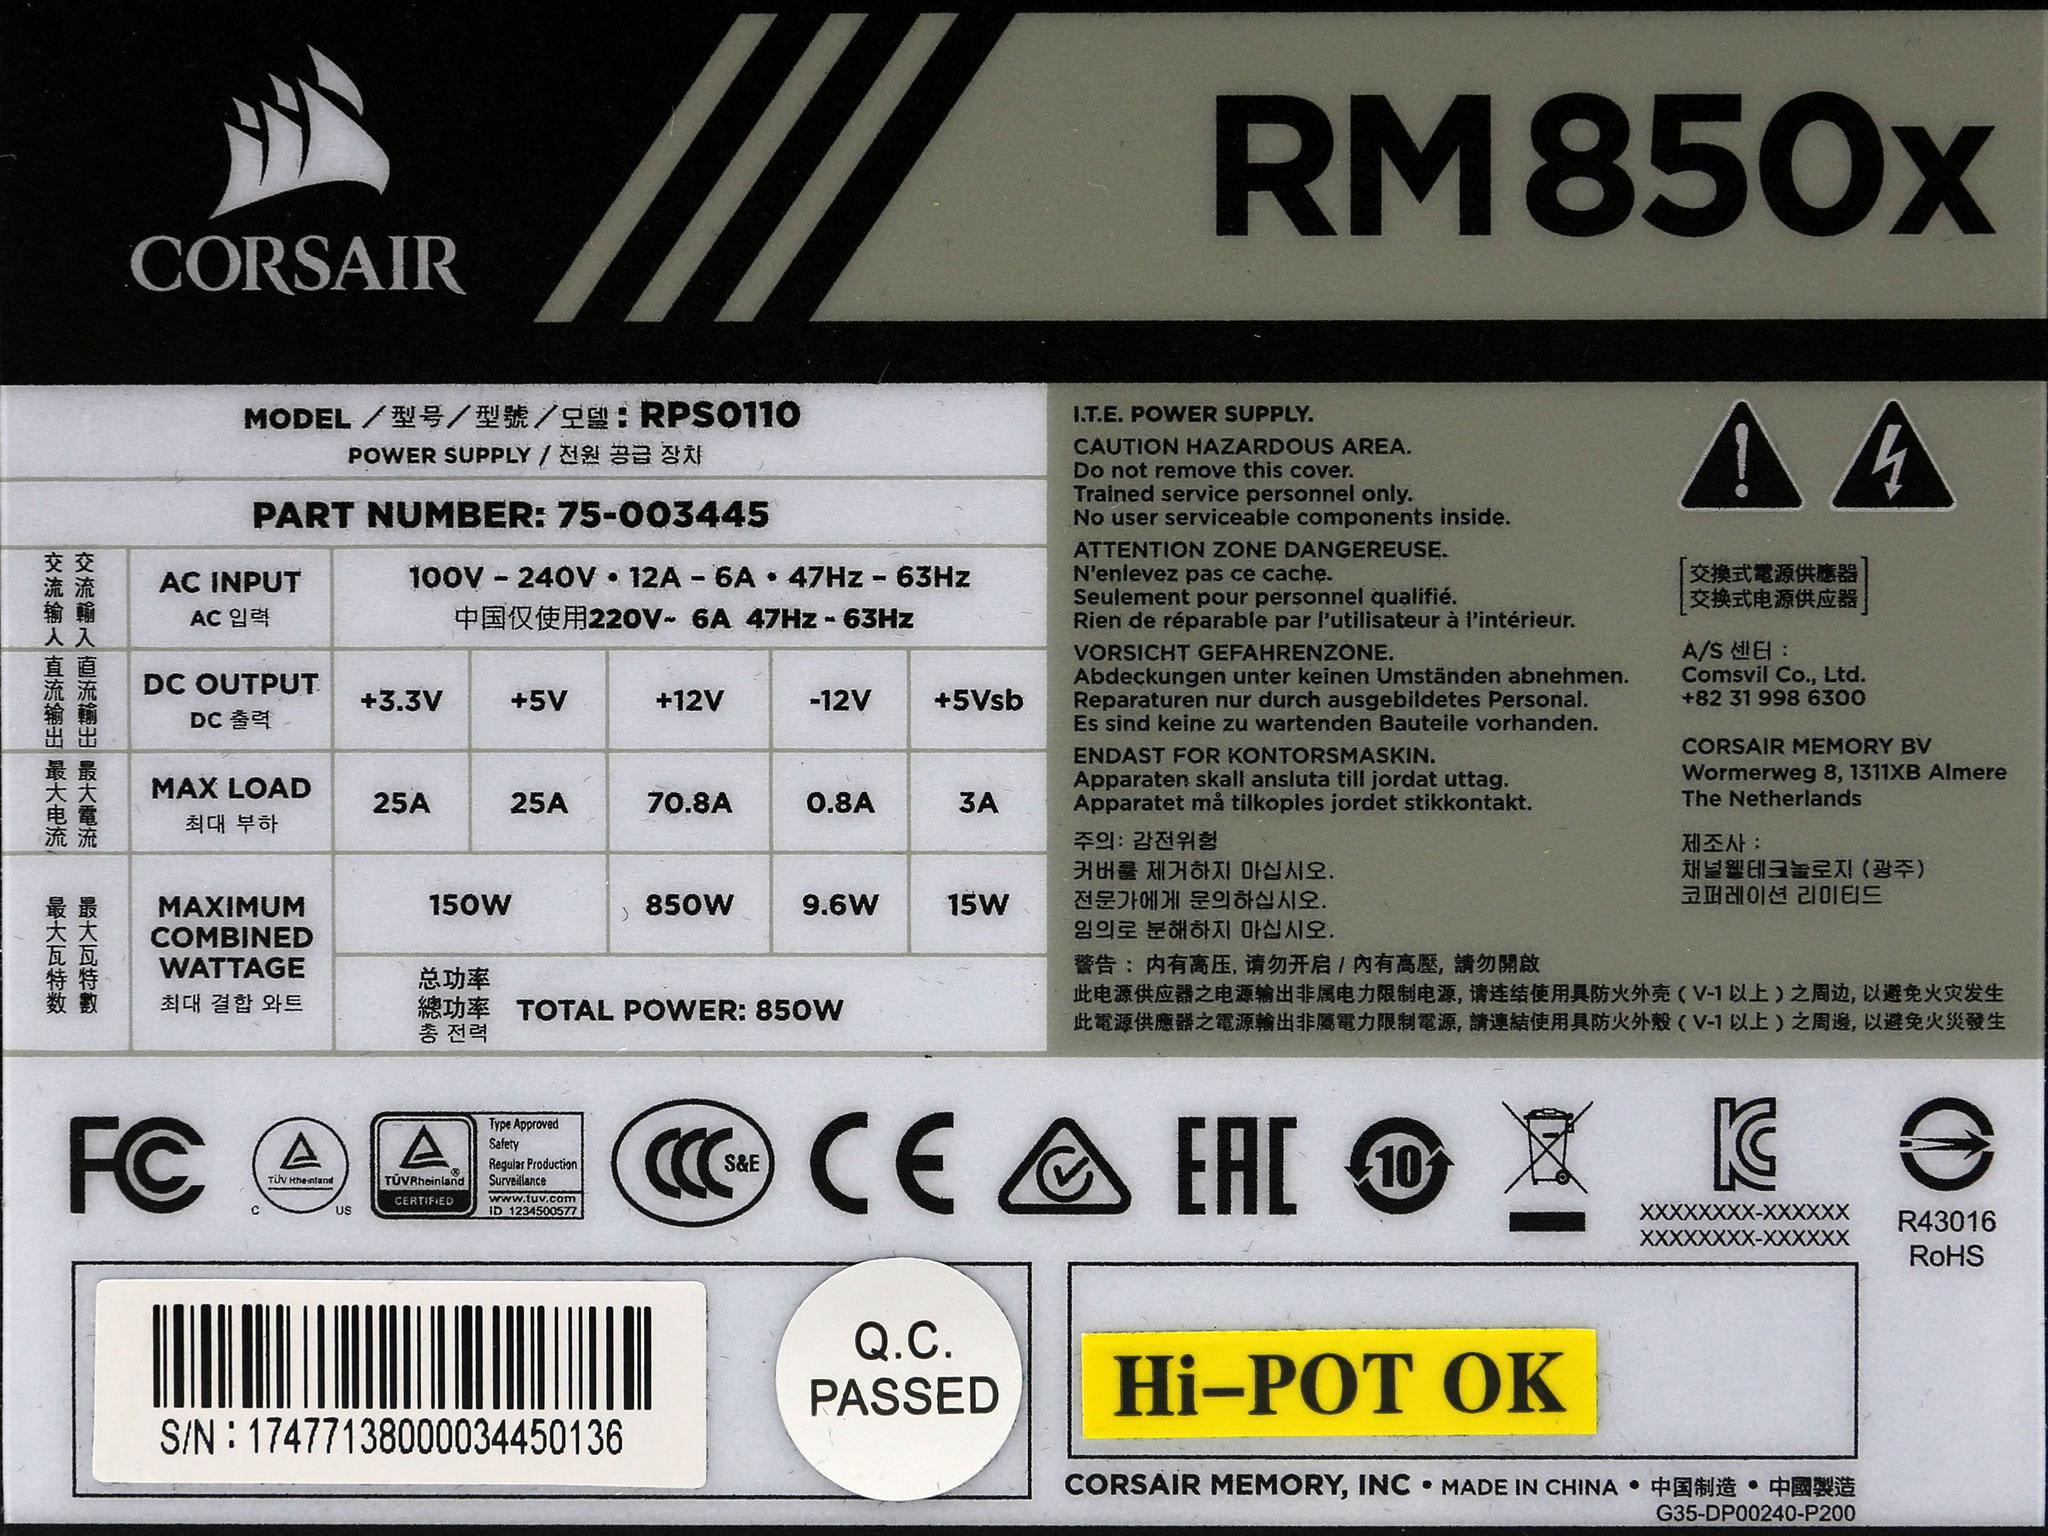 CORSAIR
RM850x
MODEL / 型号 / 型號 / 모델 : RPS0110
POWER SUPPLY / 전원 공급 장치
PART NUMBER: 75-003445
交流输入 交流輸入
AC INPUT
AC 입력
100V - 240V • 12A - 6A • 47Hz - 63Hz
中国仅使用220V~ 6A 47Hz - 63Hz
直流输出 直流輸出
DC OUTPUT
DC 출력
+3.3V +5V +12V -12V +5Vsb
最大电流 最大電流
MAX LOAD
최대 부하
25A 25A 70.8A 0.8A 3A
最大瓦特数 最大瓦特數
MAXIMUM
COMBINED
WATTAGE
최대 결합 와트
150W 850W 9.6W 15W
总功率
總功率
총 전력
TOTAL POWER: 850W
I.T.E. POWER SUPPLY.
CAUTION HAZARDOUS AREA.
Do not remove this cover.
Trained service personnel only.
No user serviceable components inside.
ATTENTION ZONE DANGEREUSE.
N'enlevez pas ce cache.
Seulement pour personnel qualifié.
Rien de réparable par l'utilisateur à l'intérieur.
VORSICHT GEFAHRENZONE.
Abdeckungen unter keinen Umständen abnehmen.
Reparaturen nur durch ausgebildetes Personal.
Es sind keine zu wartenden Bauteile vorhanden.
ENDAST FOR KONTORSMASKIN.
Apparaten skall ansluta till jordat uttag.
Apparatet må tilkoples jordet stikkontakt.
주의: 감전위험
커버를 제거하지 마십시오.
전문가에게 문의하십시오.
임의로 분해하지 마십시오.
警告 : 内有高压, 请勿开启 / 內有高壓, 請勿開啟
此电源供应器之电源输出非属电力限制电源, 请连结使用具防火外壳 ( V-1 以上 ) 之周边, 以避免火灾发生
此電源供應器之電源輸出非屬電力限制電源, 請連結使用具防火外殼 ( V-1 以上 ) 之周邊, 以避免火災發生
交換式電源供應器
交换式电源供应器
A/S 센터 :
Comsvil Co., Ltd.
+82 31 998 6300
CORSAIR MEMORY BV
Wormerweg 8, 1311XB Almere
The Netherlands
제조사 :
채널웰테크놀로지 (광주)
코퍼레이션 리미티드
FC
TÜV Rheinland
C US
TÜVRheinland®
CERTIFIED
Type Approved
Safety
Regular Production
Surveillance
www.tuv.com
ID 1234500577
CCC S&E
CE
EAC
10
KC
XXXXXXXX-XXXXXX
XXXXXXXX-XXXXXX
R43016
RoHS
S/N : 17477138000034450136
Q.C.
PASSED
Hi-POT OK
CORSAIR MEMORY, INC • MADE IN CHINA • 中国制造 • 中國製造
G35-DP00240-P200